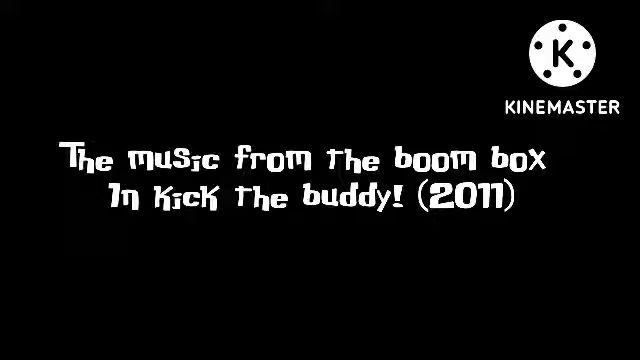 KINEMASTER
The music from the boom box
In kick the buddy! (2011)